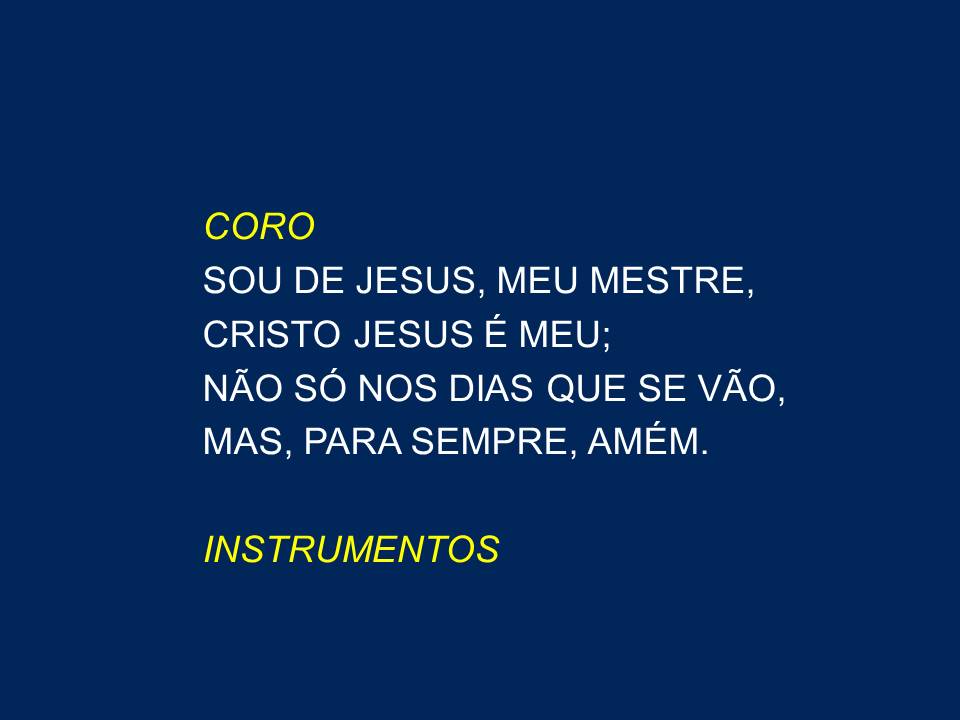 CORO
SOU DE JESUS, MEU MESTRE,
CRISTO JESUS É MEU;
NÃO SÓ NOS DIAS QUE SE VÃO,
MAS, PARA SEMPRE, AMÉM.
INSTRUMENTOS